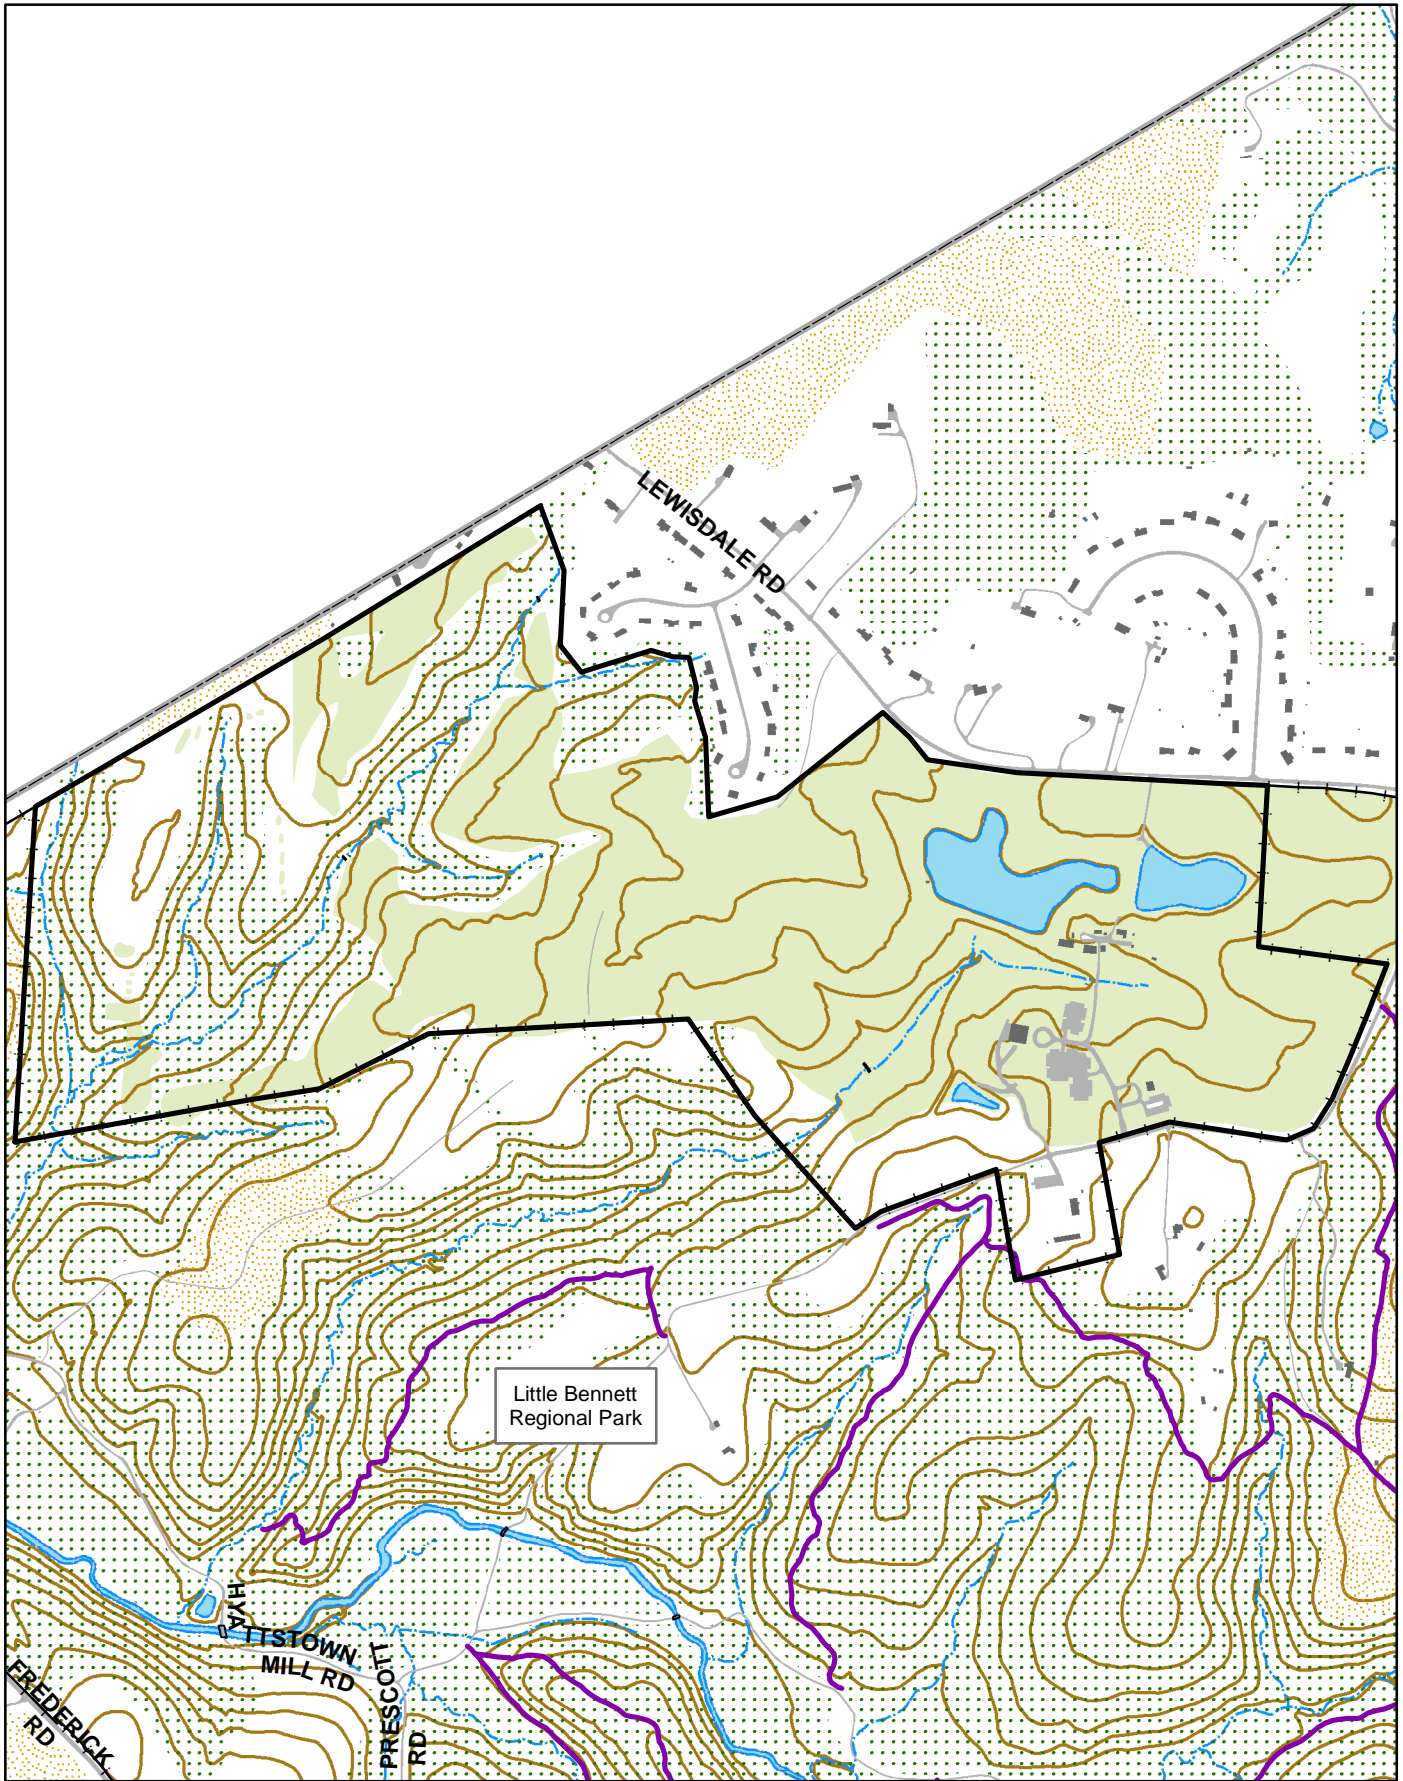 LEWISDALE RD
Little Bennett
Regional Park
HYATTSTOWN
MILL RD
PRESCOTT
RD
FREDERICK
RD